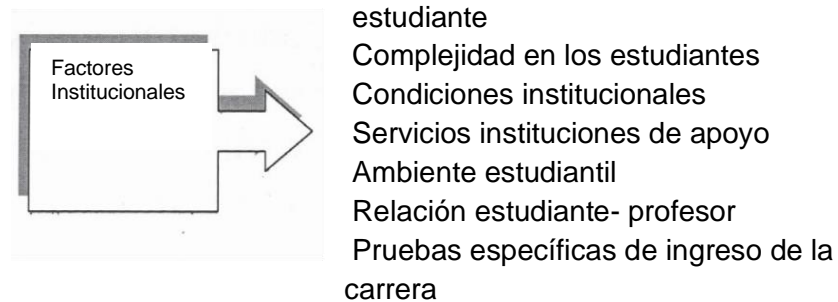 estudiante
Factores
Institucionales
Complejidad en los estudiantes
Condiciones institucionales
Servicios instituciones de apoyo
Ambiente estudiantil
Relación estudiante- profesor
Pruebas específicas de ingreso de la
carrera